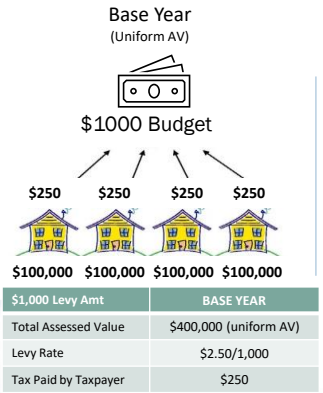 Base Year
(Uniform AV)
$1000 Budget
$250 $250 $250 $250
$100,000 $100,000 $100,000 $100,000
$1,000 Levy Amt BASE YEAR
Total Assessed Value $400,000 (uniform AV)
Levy Rate $2.50/1,000
Tax Paid by Taxpayer $250